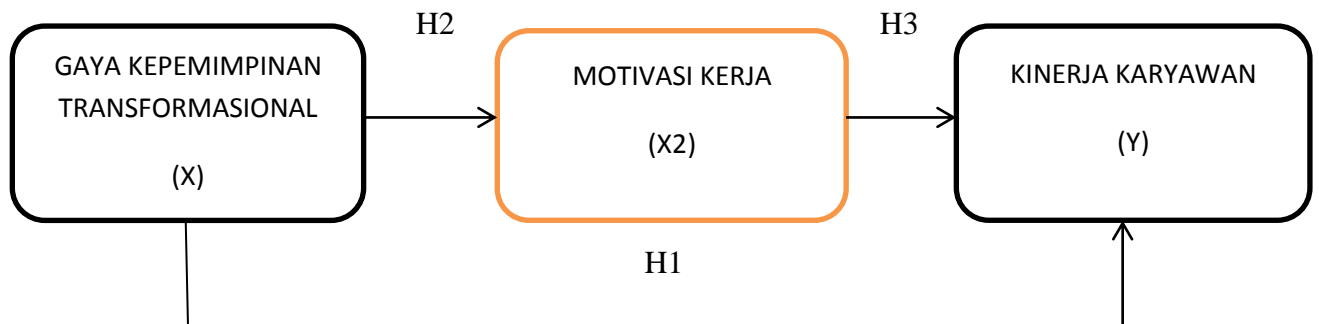 H2
H3
GAYA KEPEMIMPINAN
TRANSFORMASIONAL
(X)
MOTIVASI KERJA
(X2)
KINERJA KARYAWAN
(Y)
H1